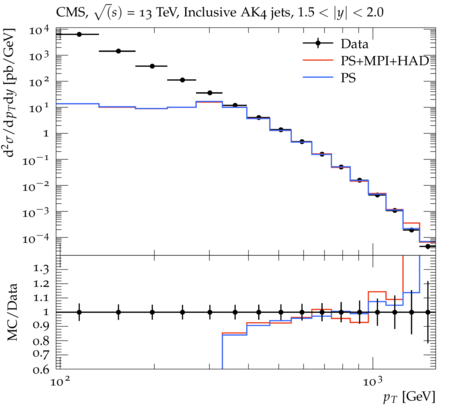 CMS, √(s) = 13 TeV, Inclusive AK4 jets, 1.5 < |y| < 2.0
d²σ/dp_Tdy [pb/GeV]
10⁴
10³
10²
10¹
1
10⁻¹
10⁻²
10⁻³
10⁻⁴
Data
PS+MPI+HAD
PS
MC/Data
1.3
1.2
1.1
1
0.9
0.8
0.7
0.6
10² 10³
p_T [GeV]